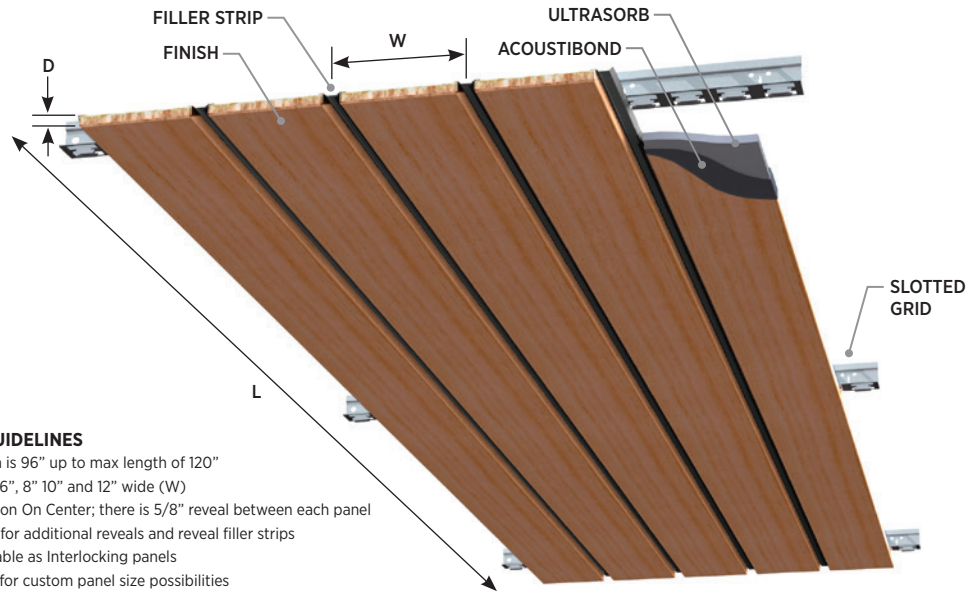 FILLER STRIP
FINISH
W
D
ULTRASORB
ACOUSTIBOND
SLOTTED
GRID
L
UIDELINES
is 96” up to max length of 120”
6”, 8” 10” and 12” wide (W)
on On Center; there is 5/8” reveal between each panel
for additional reveals and reveal filler strips
able as Interlocking panels
for custom panel size possibilities